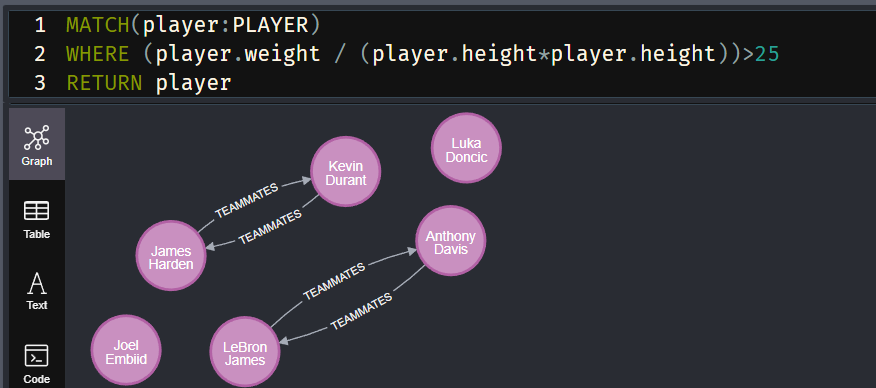 1 MATCH(player:PLAYER)
2 WHERE (player.weight / (player.height*player.height))>25
3 RETURN player
Graph
Table
Text
Code
Luka
Doncic
Kevin
Durant
TEAMMATES
TEAMMATES
James
Harden
Anthony
Davis
TEAMMATES
TEAMMATES
Joel
Embiid
LeBron
James